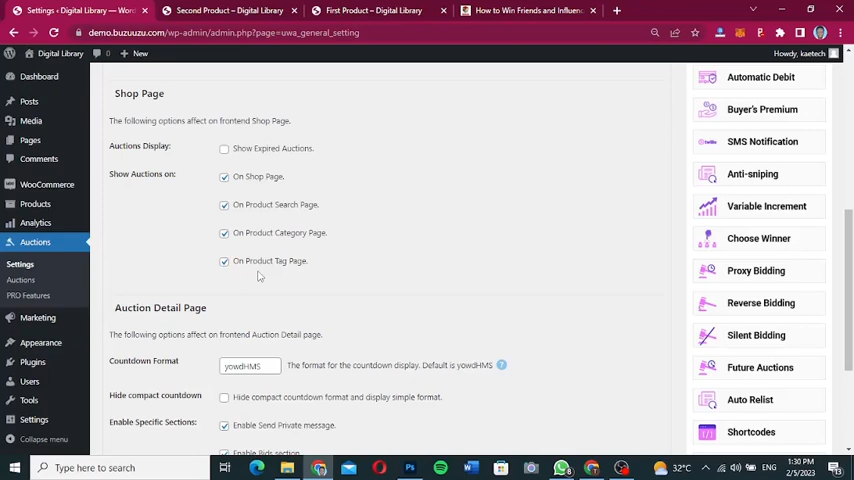 Settings ‹ Digital Library — Wor
Second Product – Digital Library
First Product – Digital Library
How to Win Friends and Influenc
demo.buzuuzu.com/wp-admin/admin.php?page=uwa_general_setting
Digital Library
0
New
Howdy, kaetech
Dashboard
Posts
Media
Pages
Comments
WooCommerce
Products
Analytics
Auctions
Settings
Auctions
PRO Features
Marketing
Appearance
Plugins
Users
Tools
Settings
Collapse menu
Shop Page
The following options affect on frontend Shop Page.
Auctions Display:
Show Expired Auctions.
Show Auctions on:
On Shop Page.
On Product Search Page.
On Product Category Page.
On Product Tag Page.
Auction Detail Page
The following options affect on frontend Auction Detail page.
Countdown Format
yowdHMS
The format for the countdown display. Default is yowdHMS
?
Hide compact countdown
Hide compact countdown format and display simple format.
Enable Specific Sections:
Enable Send Private message.
Enable Bids section.
Automatic Debit
Buyer's Premium
SMS Notification
Anti-sniping
Variable Increment
Choose Winner
Proxy Bidding
Reverse Bidding
Silent Bidding
Future Auctions
Auto Relist
Shortcodes
Type here to search
32°C
ENG
1:30 PM
2/5/2023